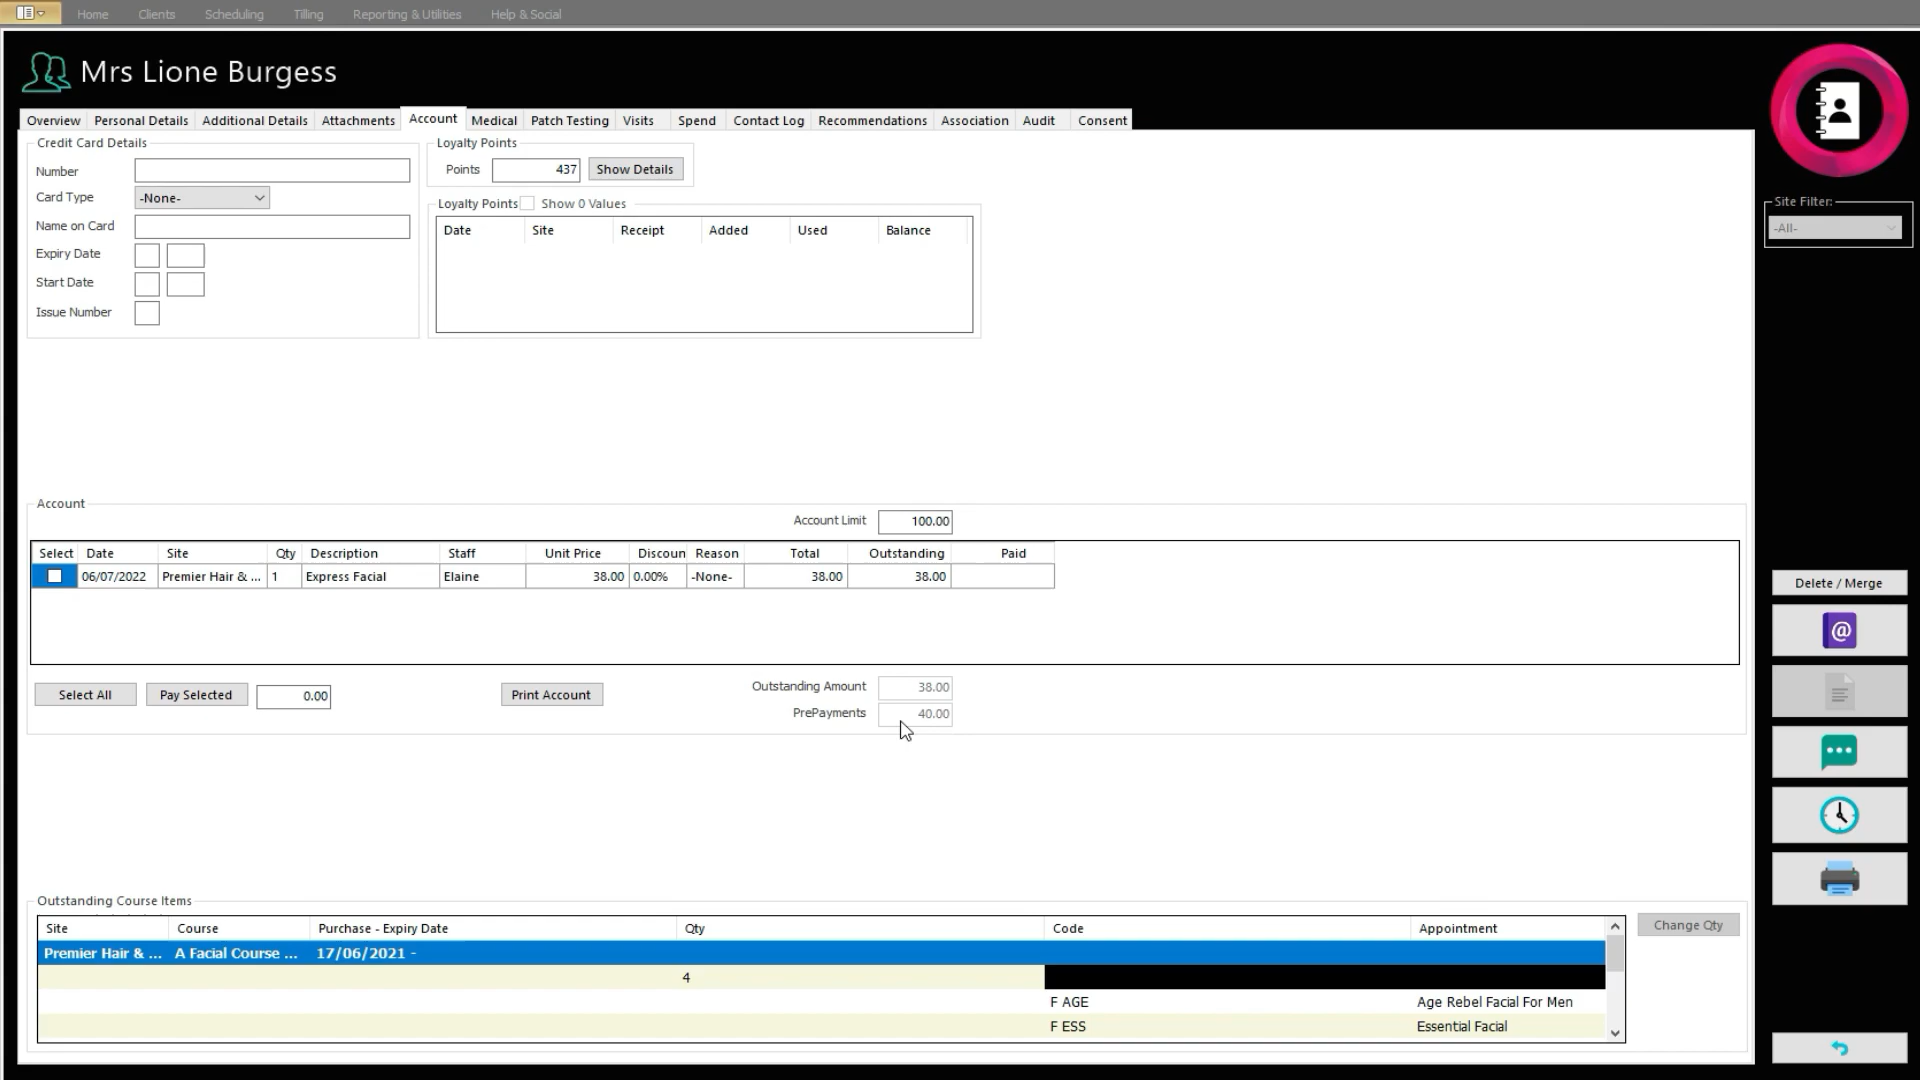 Home Clients Scheduling Tilling Reporting & Utilities Help & Social
Mrs Lione Burgess
Overview Personal Details Additional Details Attachments Account Medical Patch Testing Visits Spend Contact Log Recommendations Association Audit Consent
Credit Card Details
Number
Card Type -None-
Name on Card
Expiry Date
Start Date
Issue Number
Loyalty Points
Points 437 Show Details
Loyalty Points Show 0 Values
Date Site Receipt Added Used Balance
Site Filter:
-All-
Account
Account Limit 100.00
Select Date Site Qty Description Staff Unit Price Discoun Reason Total Outstanding Paid
06/07/2022 Premier Hair & ... 1 Express Facial Elaine 38.00 0.00% -None- 38.00 38.00
Select All Pay Selected 0.00 Print Account
Outstanding Amount 38.00
PrePayments 40.00
Delete / Merge
@
Outstanding Course Items
Site Course Purchase - Expiry Date Qty Code Appointment
Premier Hair & ... A Facial Course ... 17/06/2021 -
4
F AGE Age Rebel Facial For Men
F ESS Essential Facial
Change Qty